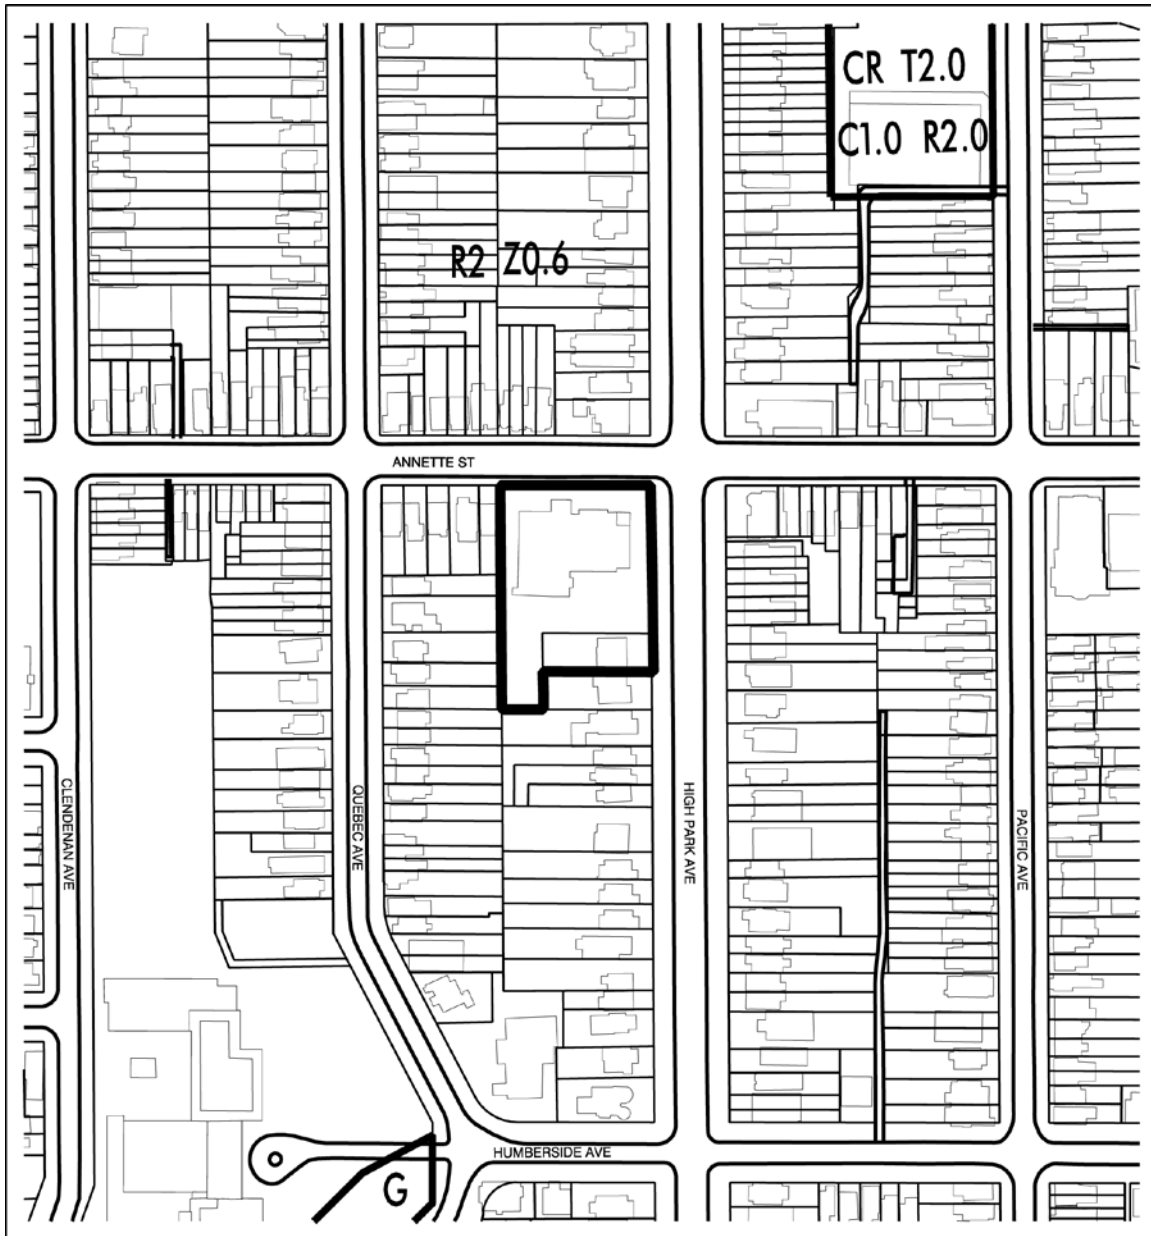 CR T2.0
C1.0 R2.0
R2 Z0.6
ANNETTE ST
CLENDENAN AVE
QUEBEC AVE
HIGH PARK AVE
PACIFIC AVE
HUMBERSIDE AVE
G